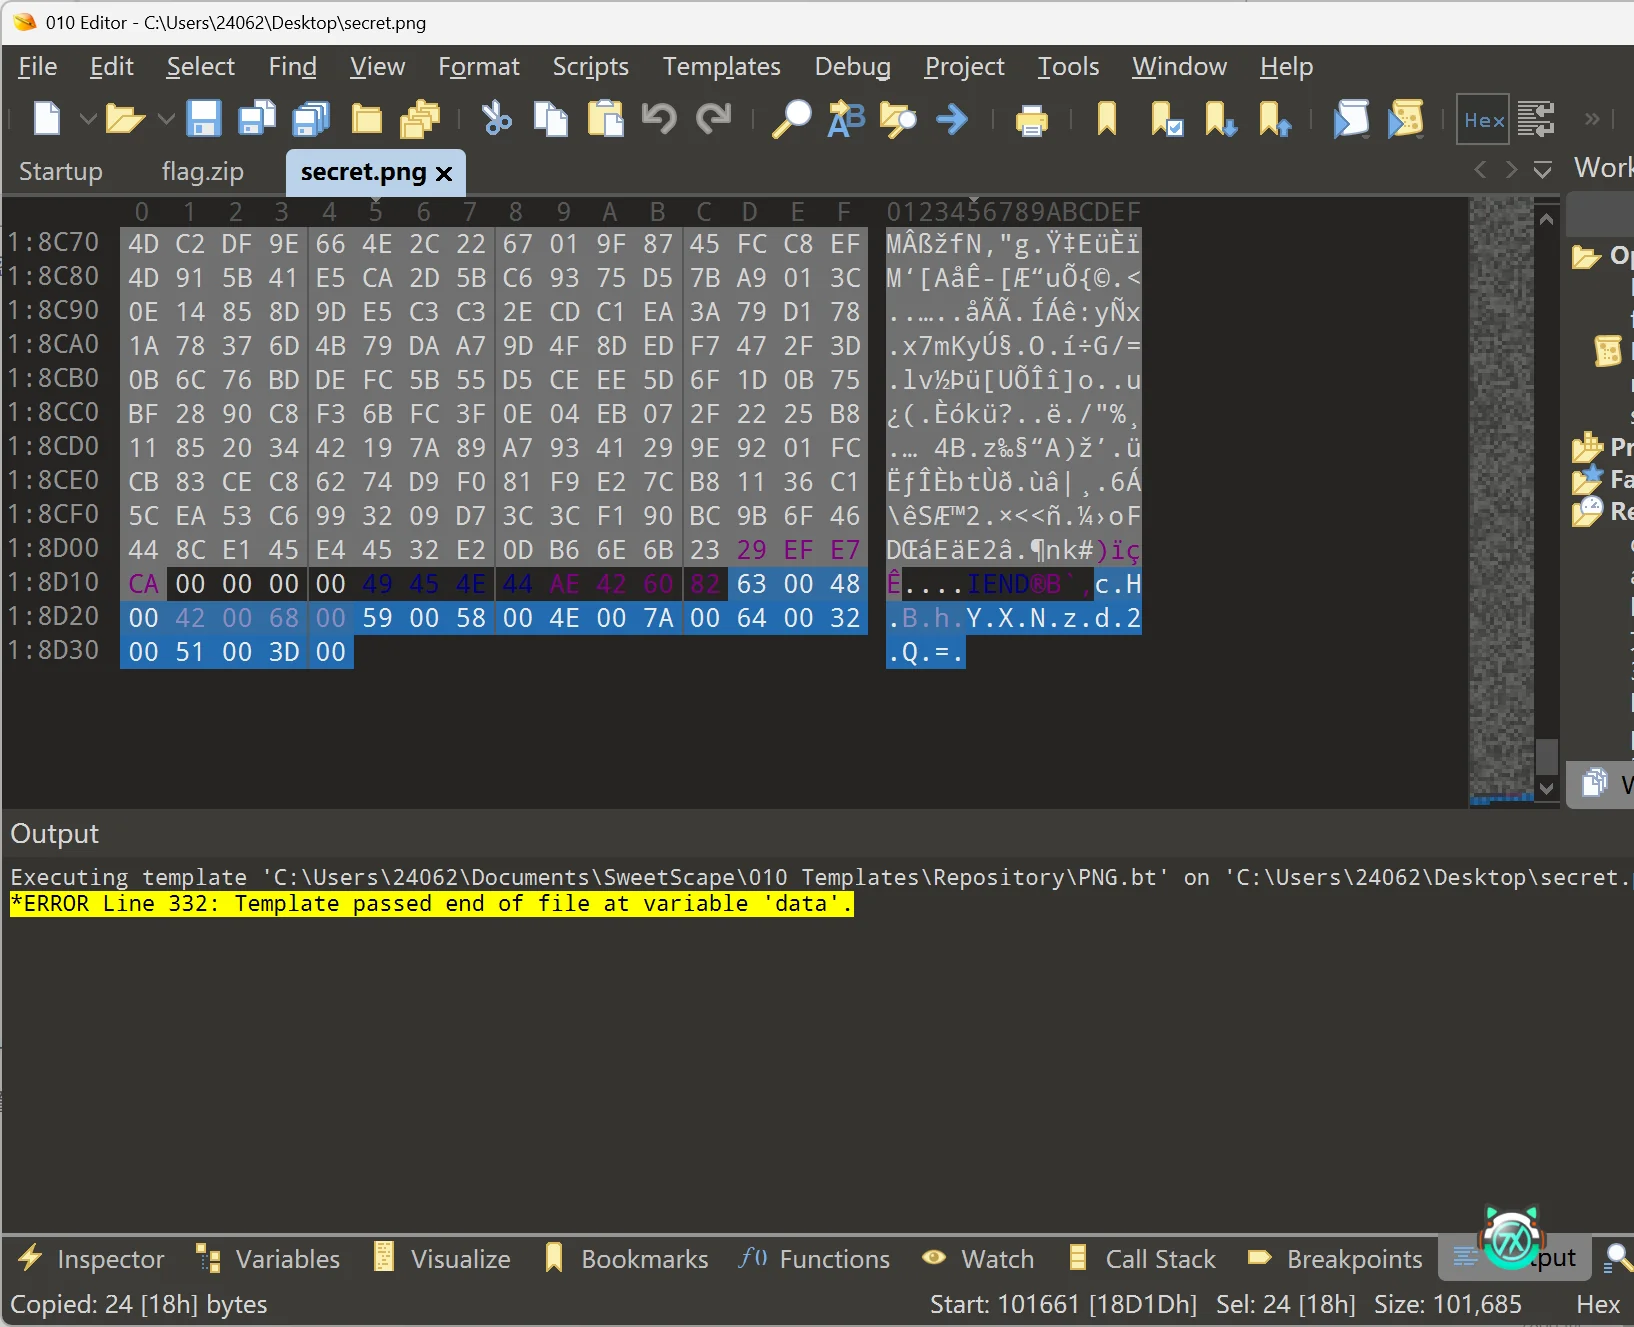 010 Editor - C:\Users\24062\Desktop\secret.png
File Edit Select Find View Format Scripts Templates Debug Project Tools Window Help
Hex
Startup flag.zip secret.png × Work
0 1 2 3 4 5 6 7 8 9 A B C D E F 0123456789ABCDEF
1:8C70 4D C2 DF 9E 66 4E 2C 22 67 01 9F 87 45 FC C8 EF MÂßžfN,"g.Ÿ‡EüÈï
1:8C80 4D 91 5B 41 E5 CA 2D 5B C6 93 75 D5 7B A9 01 3C M‘[AåÊ-[Æ“uÕ{©.<
1:8C90 0E 14 85 8D 9D E5 C3 C3 2E CD C1 EA 3A 79 D1 78 ..…..åÃÃ.ÍÁê:yÑx
1:8CA0 1A 78 37 6D 4B 79 DA A7 9D 4F 8D ED F7 47 2F 3D .x7mKyÚ§.O.í÷G/=
1:8CB0 0B 6C 76 BD DE FC 5B 55 D5 CE EE 5D 6F 1D 0B 75 .lv½Þü[UÕÎî]o..u
1:8CC0 BF 28 90 C8 F3 6B FC 3F 0E 04 EB 07 2F 22 25 B8 ¿(.Èókü?..ë./"%¸
1:8CD0 11 85 20 34 42 19 7A 89 A7 93 41 29 9E 92 01 FC .… 4B.z‰§“A)ž’.ü
1:8CE0 CB 83 CE C8 62 74 D9 F0 81 F9 E2 7C B8 11 36 C1 ËƒÎÈbtÙð.ùâ|¸.6Á
1:8CF0 5C EA 53 C6 99 32 09 D7 3C 3C F1 90 BC 9B 6F 46 \êSÆ™2.×<<ñ.¼›oF
1:8D00 44 8C E1 45 E4 45 32 E2 0D B6 6E 6B 23 29 EF E7 DŒáEäE2â.¶nk#)ïç
1:8D10 CA 00 00 00 00 49 45 4E 44 AE 42 60 82 63 00 48 Ê....IEND®B`‚c.H
1:8D20 00 42 00 68 00 59 00 58 00 4E 00 7A 00 64 00 32 .B.h.Y.X.N.z.d.2
1:8D30 00 51 00 3D 00 .Q.=.
Op
Pr
Fa
Re
Output
Executing template 'C:\Users\24062\Documents\SweetScape\010 Templates\Repository\PNG.bt' on 'C:\Users\24062\Desktop\secret.
*ERROR Line 332: Template passed end of file at variable 'data'.
Inspector Variables Visualize Bookmarks Functions Watch Call Stack Breakpoints put
Copied: 24 [18h] bytes Start: 101661 [18D1Dh] Sel: 24 [18h] Size: 101,685 Hex